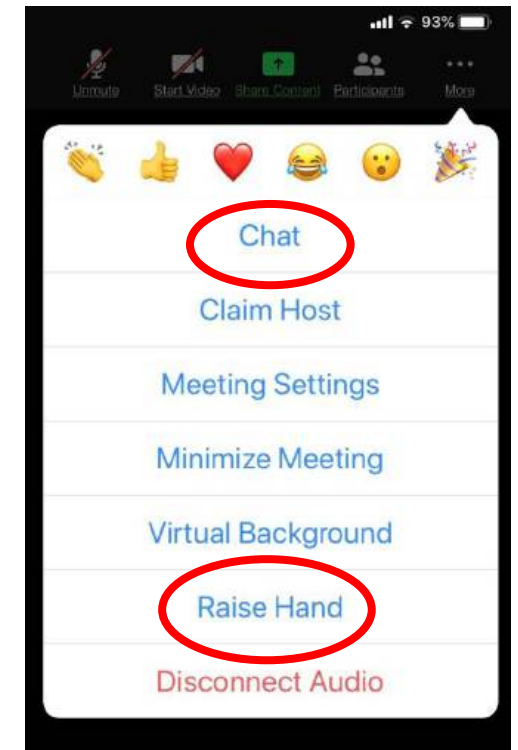 93%
Unmute Start Video Share Content Participants More
Chat
Claim Host
Meeting Settings
Minimize Meeting
Virtual Background
Raise Hand
Disconnect Audio